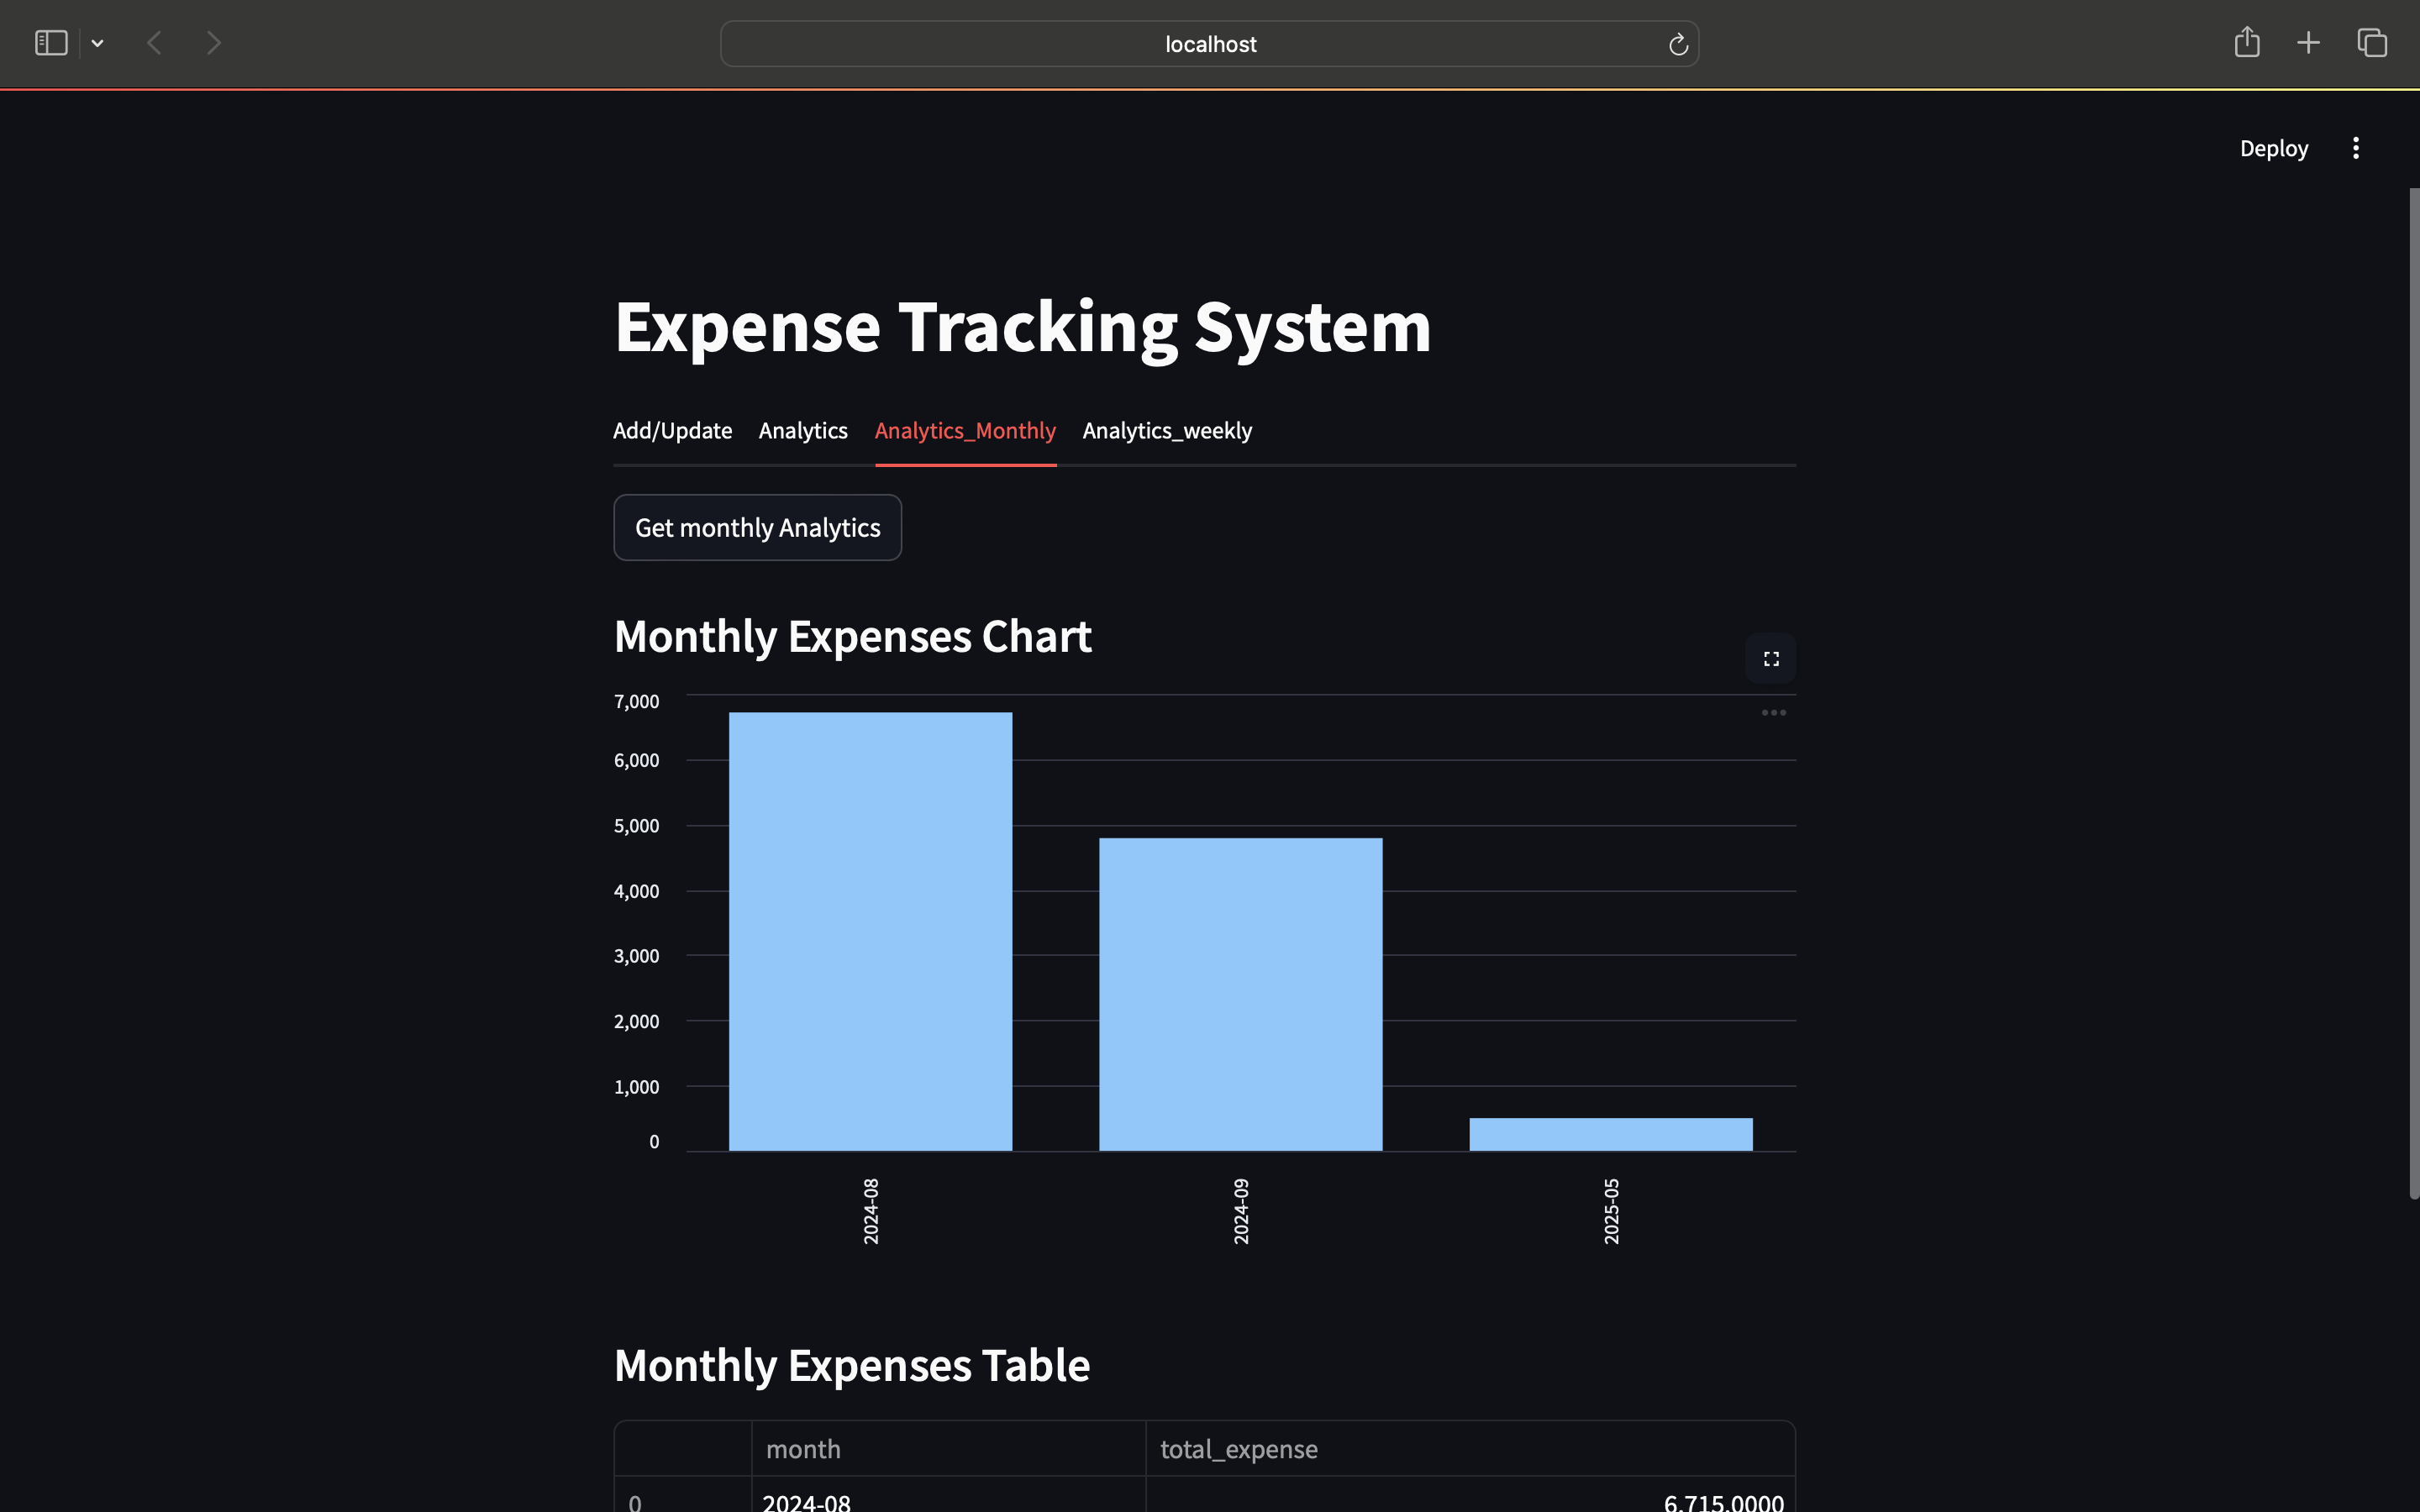 localhost
Deploy
Expense Tracking System
Add/Update Analytics Analytics_Monthly Analytics_weekly
Get monthly Analytics
Monthly Expenses Chart
7,000
6,000
5,000
4,000
3,000
2,000
1,000
0
2024-08 2024-09 2025-05
Monthly Expenses Table
month total_expense
0 2024-08 6,715.0000